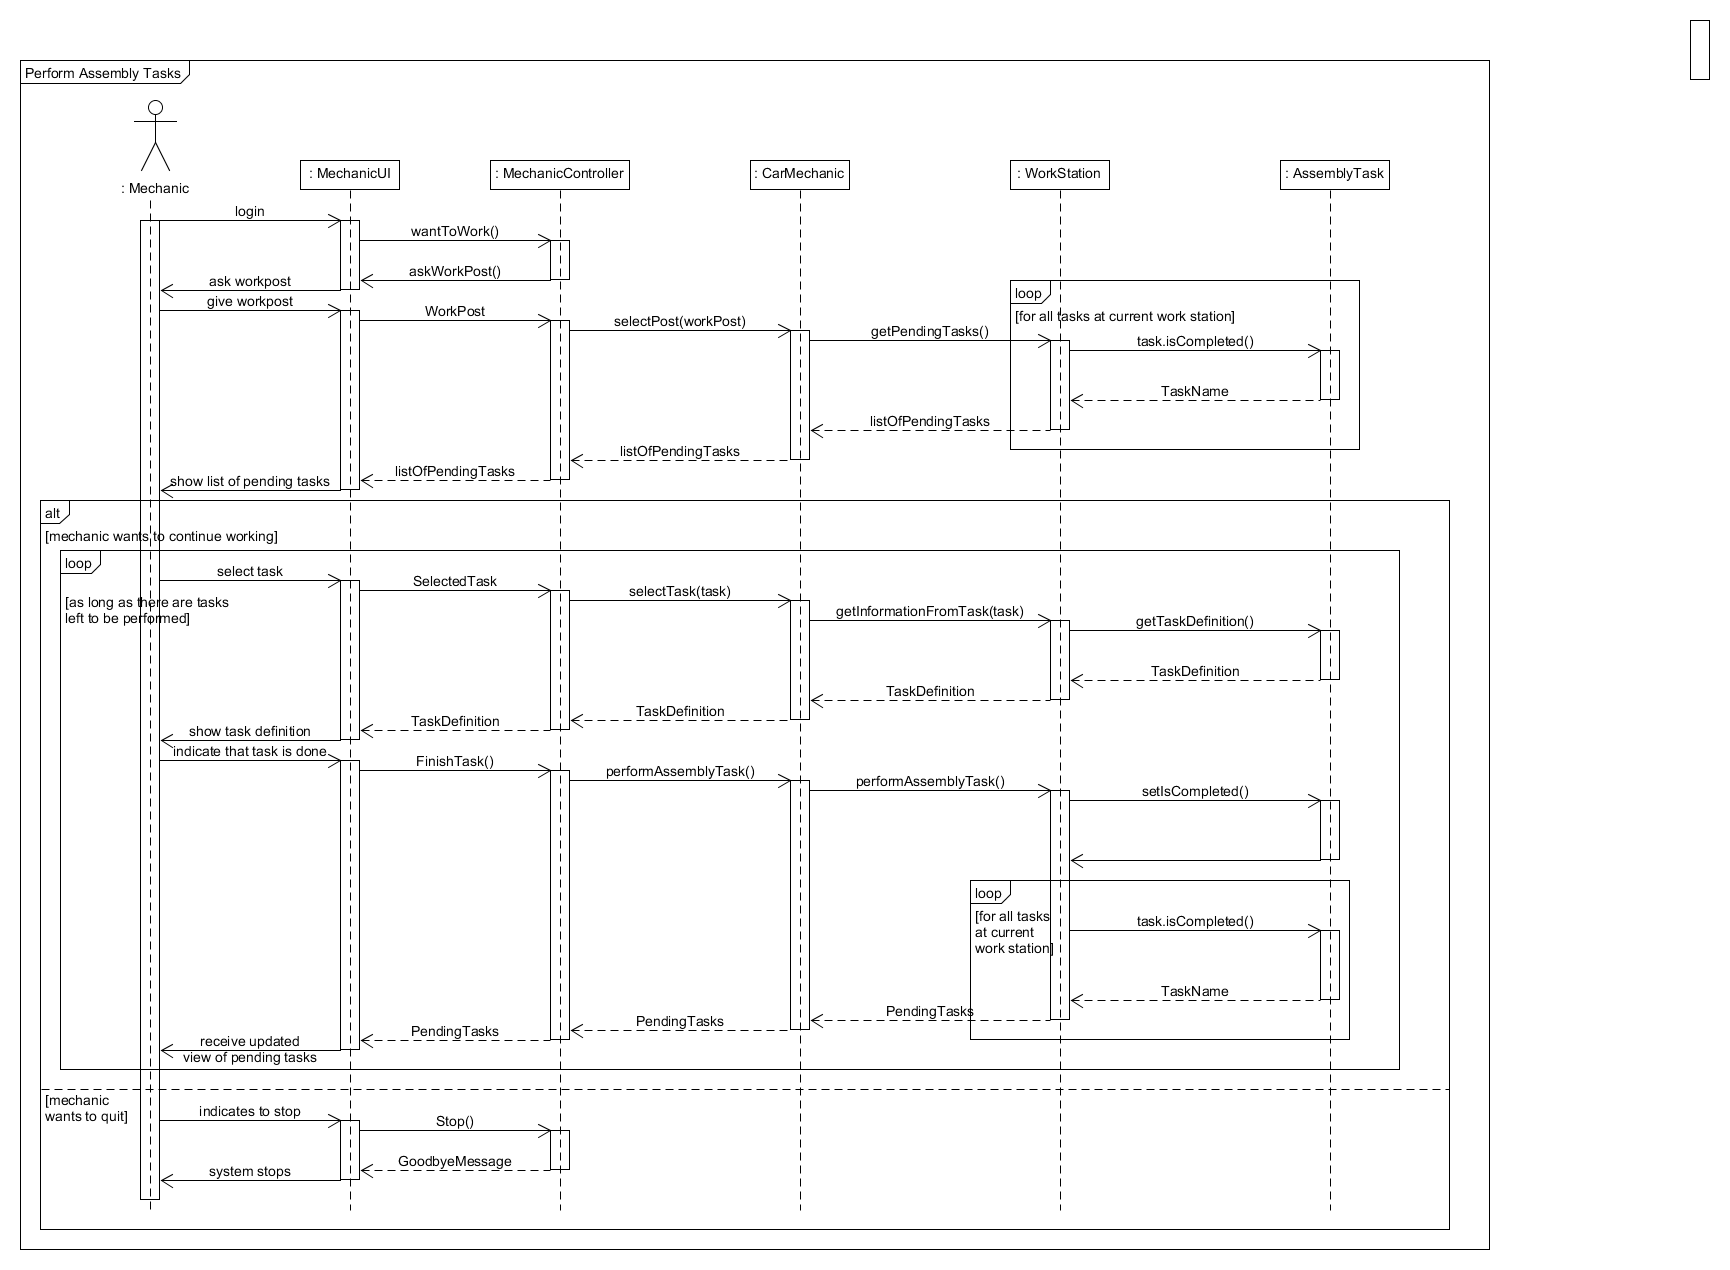 Perform Assembly Tasks
: Mechanic
: MechanicUI
: MechanicController
: CarMechanic
: WorkStation
: AssemblyTask
login
wantToWork()
askWorkPost()
ask workpost
give workpost
WorkPost
selectPost(workPost)
getPendingTasks()
loop
[for all tasks at current work station]
task.isCompleted()
TaskName
listOfPendingTasks
listOfPendingTasks
listOfPendingTasks
show list of pending tasks
alt
[mechanic wants to continue working]
loop
[as long as there are tasks
left to be performed]
select task
SelectedTask
selectTask(task)
getInformationFromTask(task)
getTaskDefinition()
TaskDefinition
TaskDefinition
TaskDefinition
TaskDefinition
show task definition
indicate that task is done
FinishTask()
performAssemblyTask()
performAssemblyTask()
setIsCompleted()
loop
[for all tasks
at current
work station]
task.isCompleted()
TaskName
PendingTasks
PendingTasks
PendingTasks
receive updated
view of pending tasks
[mechanic
wants to quit]
indicates to stop
Stop()
GoodbyeMessage
system stops